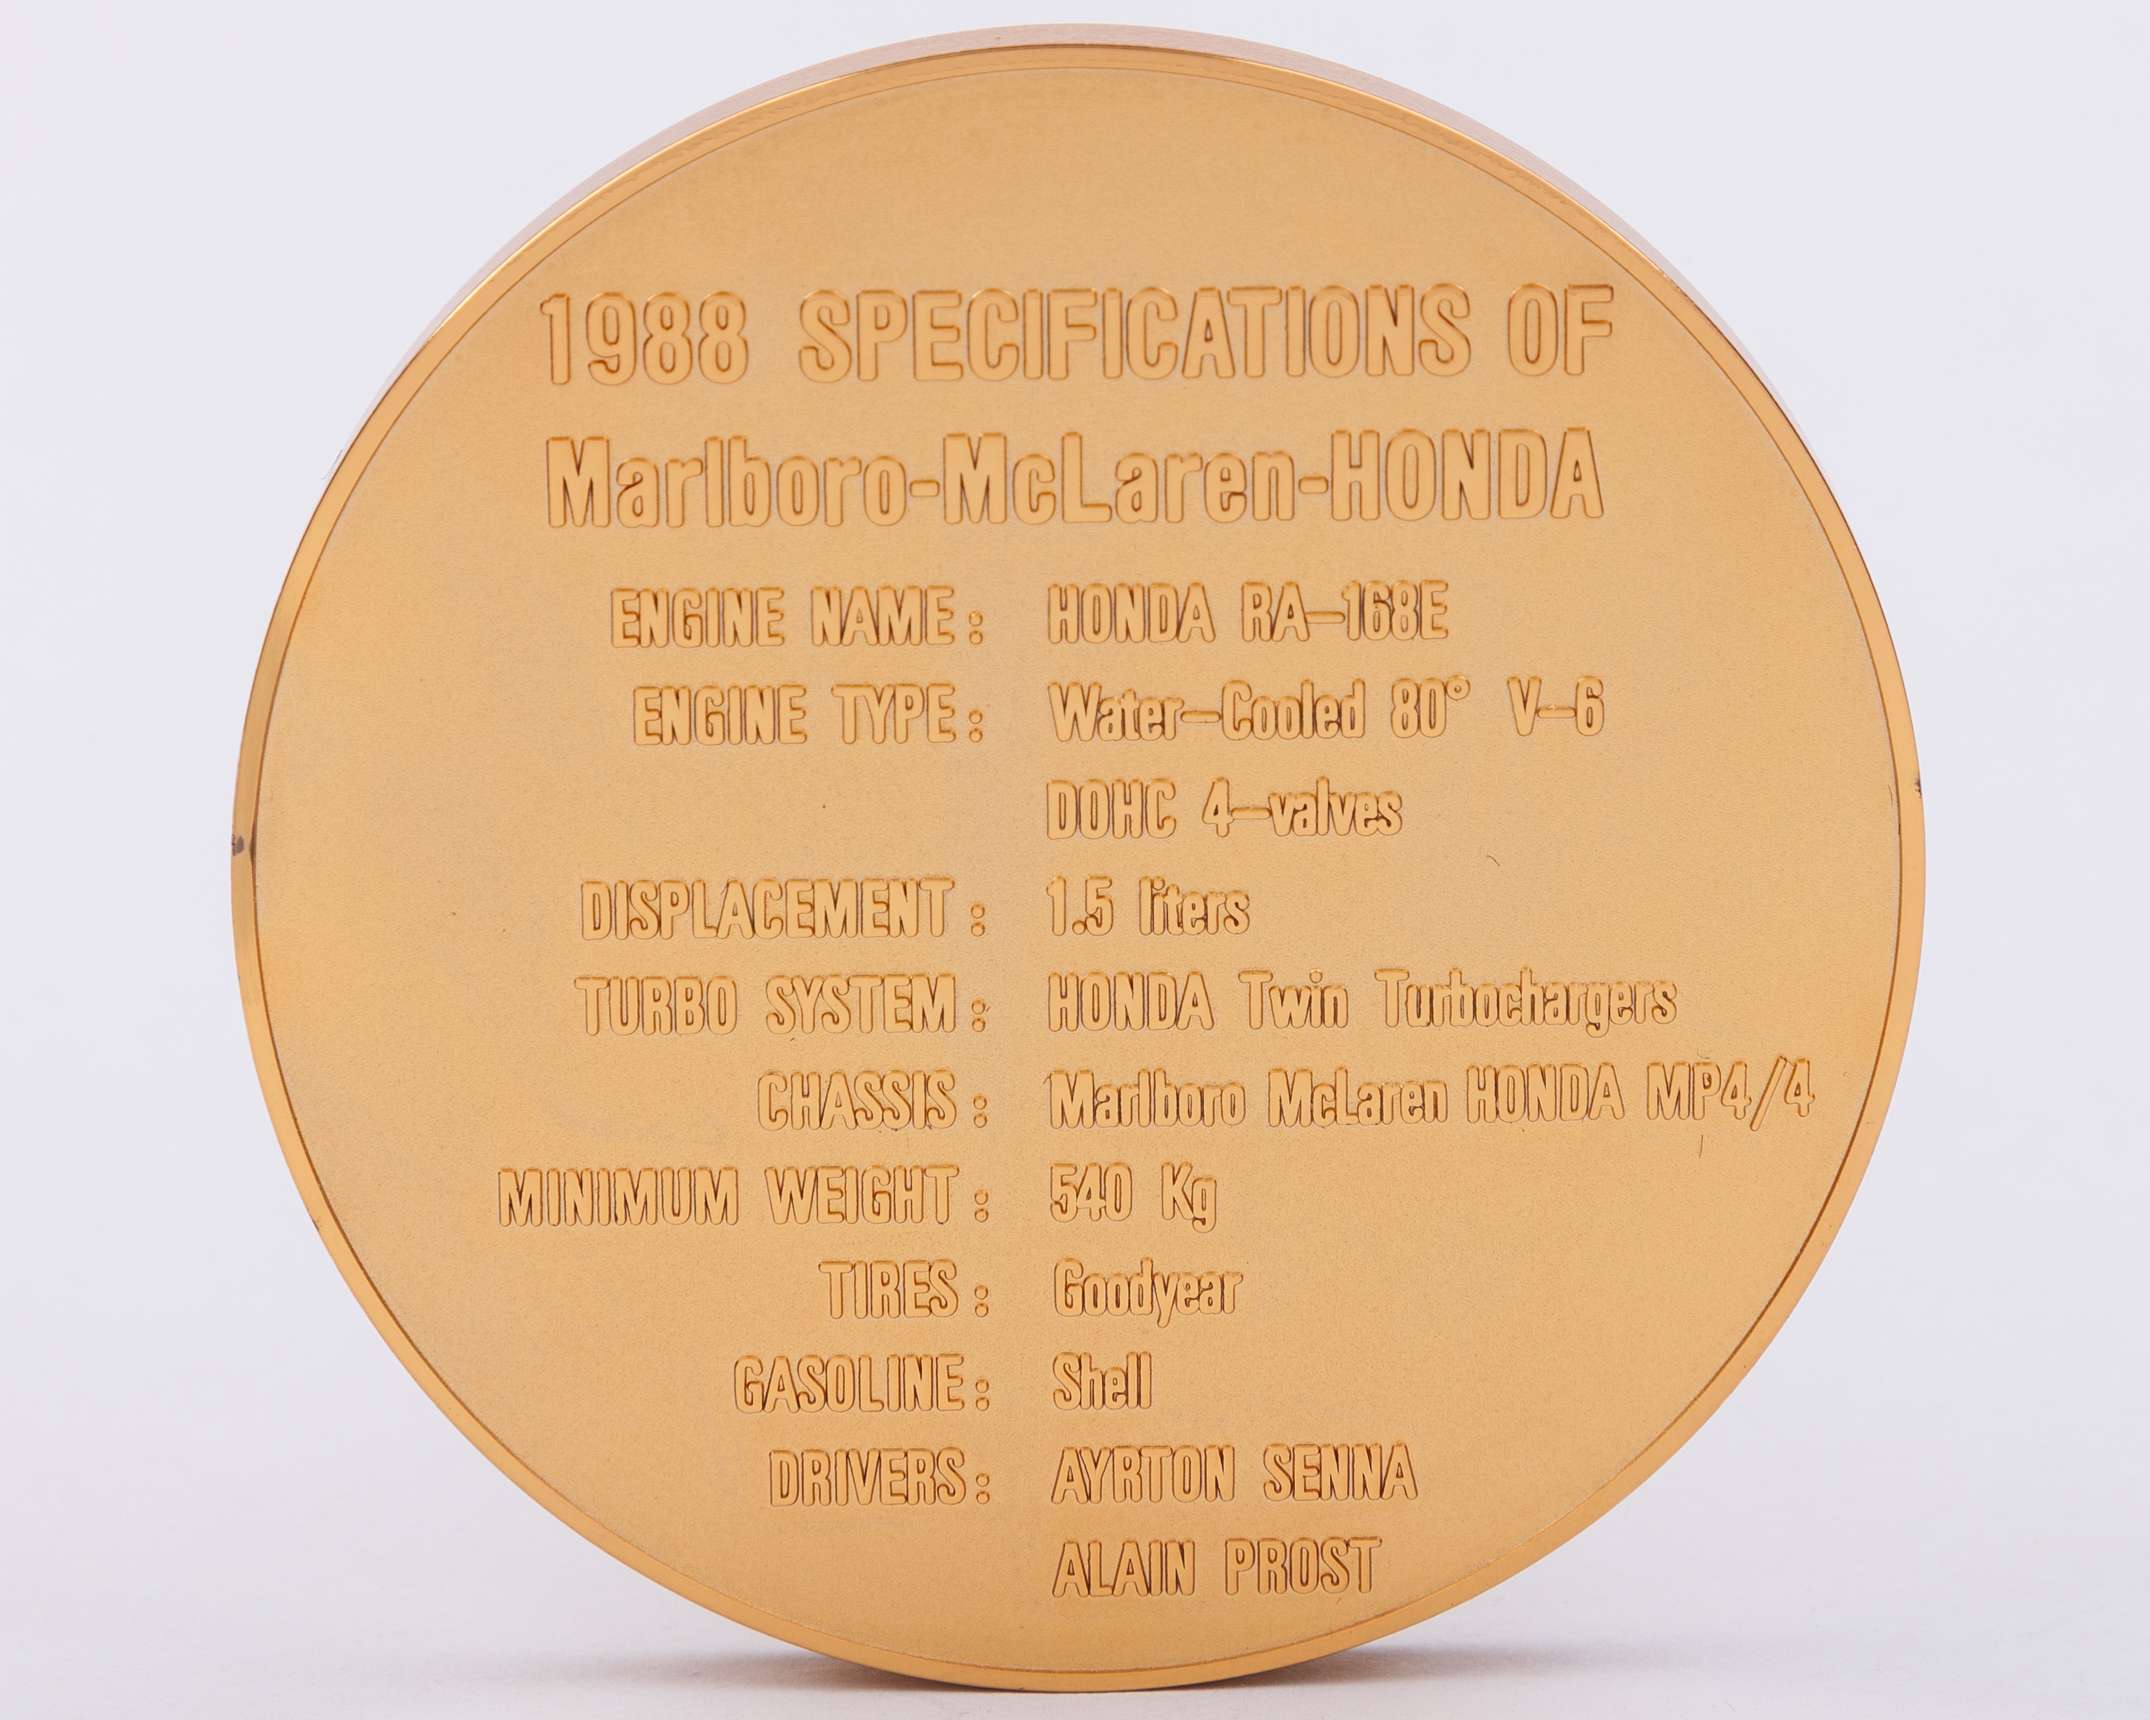 1988 SPECIFICATIONS OF
Marlboro-McLaren-HONDA
ENGINE NAME: HONDA RA-168E
ENGINE TYPE: Water-Cooled 80° V-6
DOHC 4-valves
DISPLACEMENT: 1.5 liters
TURBO SYSTEM: HONDA Twin Turbochargers
CHASSIS: Marlboro McLaren HONDA MP4/4
MINIMUM WEIGHT: 540 Kg
TIRES: Goodyear
GASOLINE: Shell
DRIVERS: AYRTON SENNA
ALAIN PROST